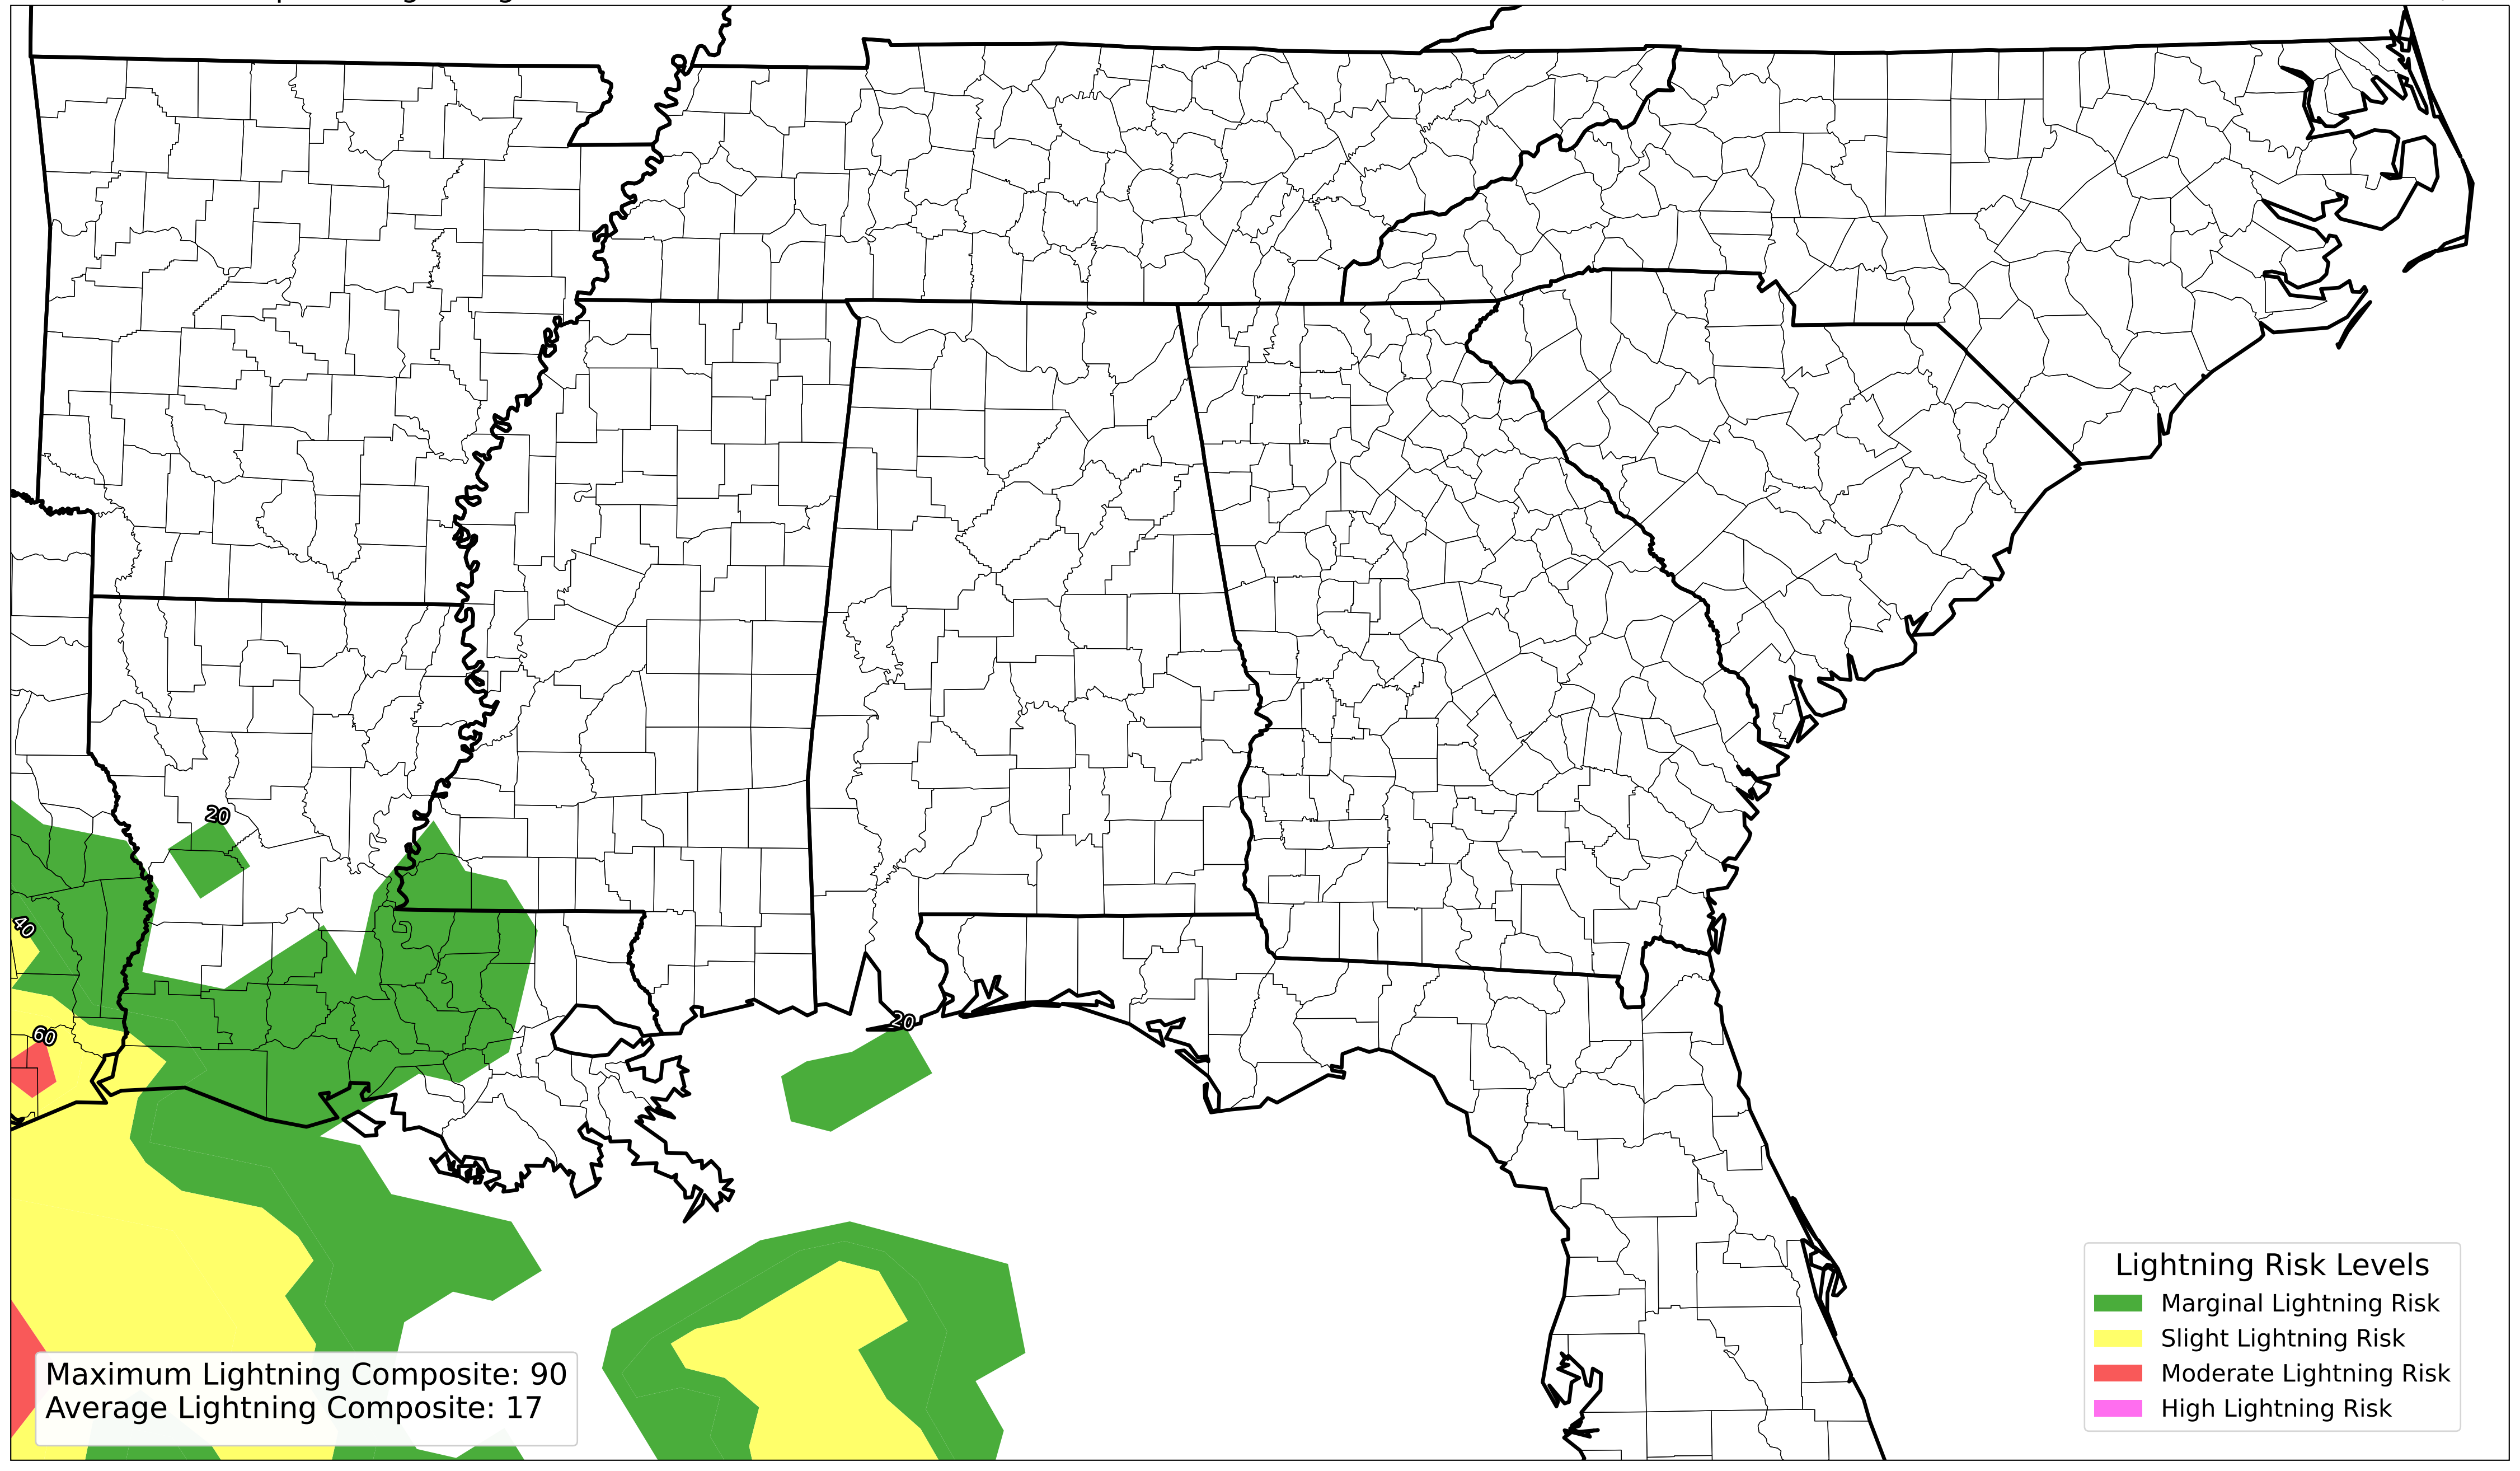 20
40
60
20
Lightning Risk Levels
Marginal Lightning Risk
Slight Lightning Risk
Moderate Lightning Risk
High Lightning Risk
Maximum Lightning Composite: 90
Average Lightning Composite: 17